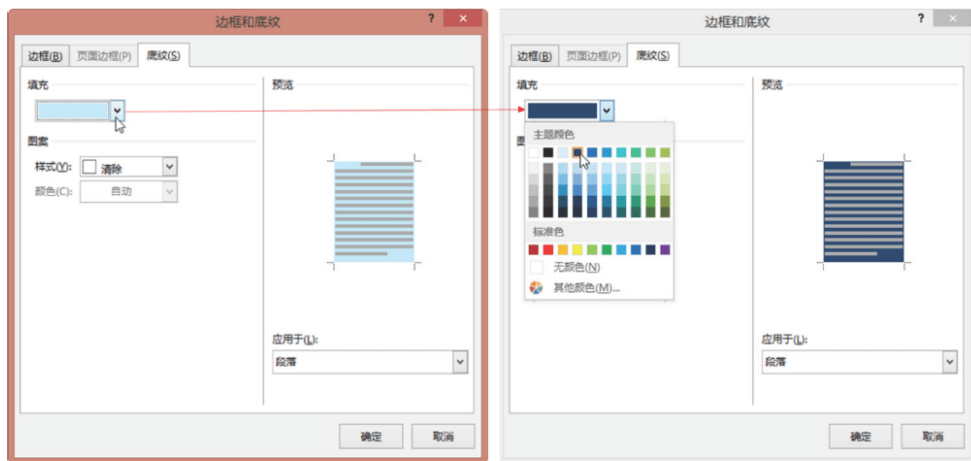 边框和底纹 ? ×
边框(B) 页面边框(P) 底纹(S)
填充
预览
图案
样式(Y): 清除
颜色(C): 自动
应用于(L):
段落
确定 取消
边框和底纹 ? ×
边框(B) 页面边框(P) 底纹(S)
填充
预览
主题颜色
标准色
无颜色(N)
其他颜色(M)...
应用于(L):
段落
确定 取消